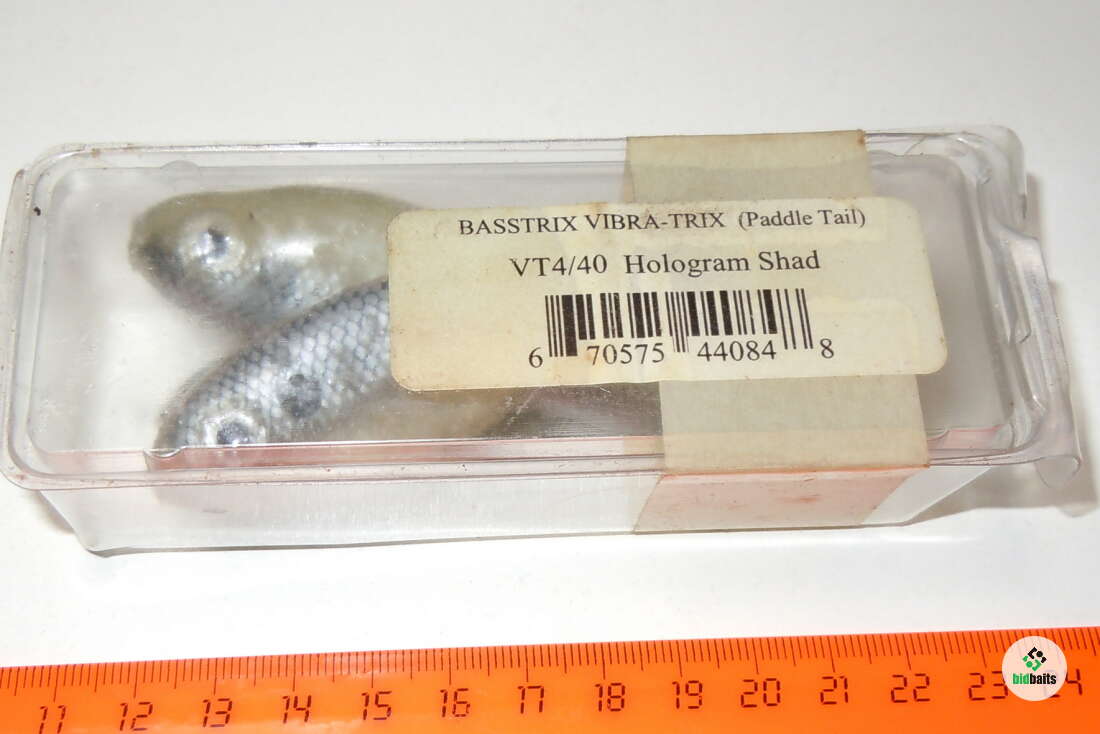 BASSTRIX VIBRA-TRIX (Paddle Tail)
VT4/40 Hologram Shad
6 70575 44084 8
11 12 13 14 15 16 17 18 19 20 21 22 23 24
bidbaits